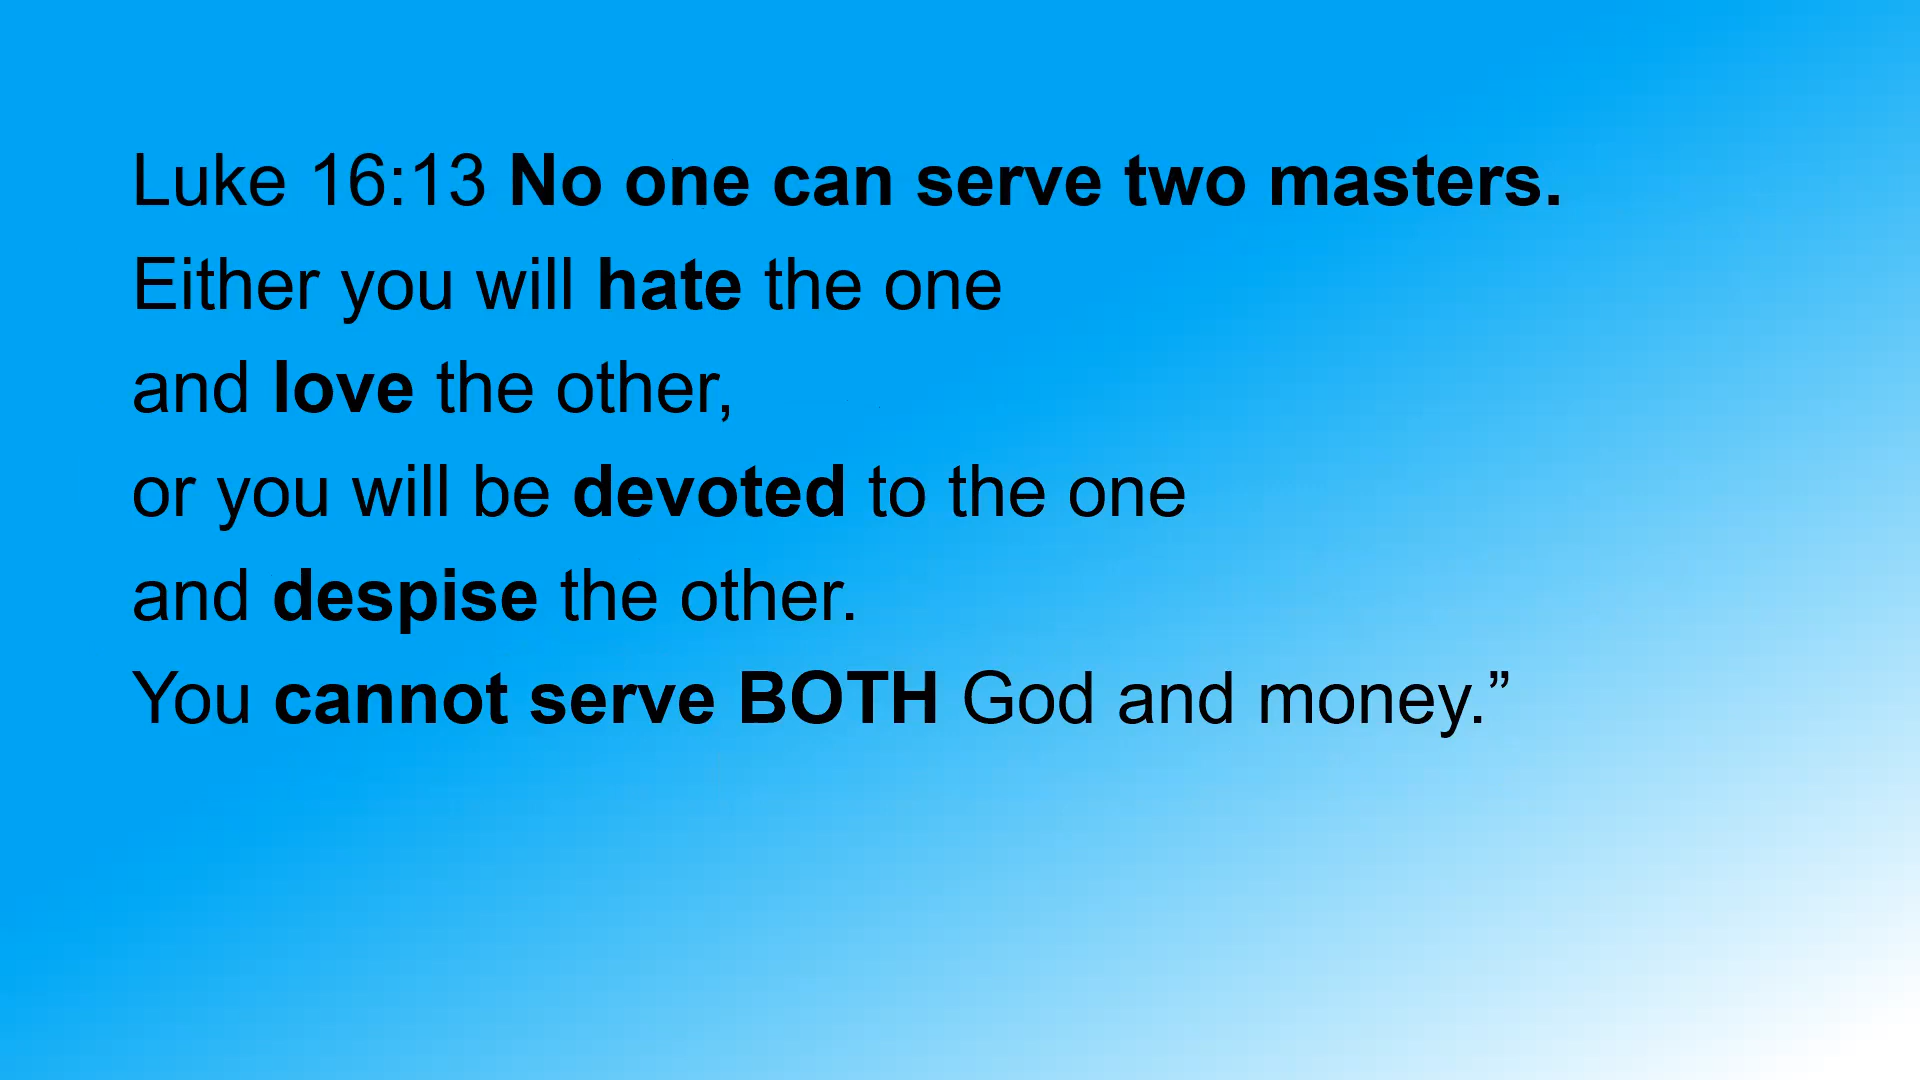 Luke 16:13 No one can serve two masters.
Either you will hate the one
and love the other,
or you will be devoted to the one
and despise the other.
You cannot serve BOTH God and money.”